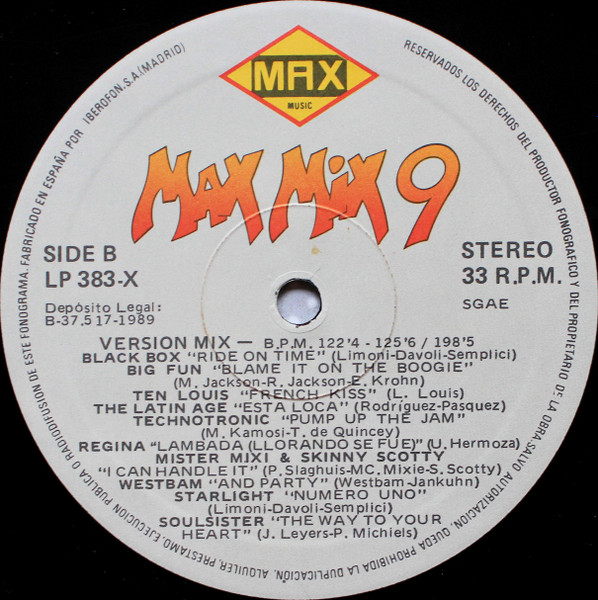 MAX
MUSIC
MAX MiX 9
SIDE B
LP 383-X
Depósito Legal:
B-37.517-1989
STEREO
33 R.P.M.
SGAE
VERSION MIX — B.P.M. 122'4 - 125'6 / 198'5
BLACK BOX "RIDE ON TIME" (Limoni-Davoli-Semplici)
BIG FUN "BLAME IT ON THE BOOGIE"
(M. Jackson-R. Jackson-E. Krohn)
TEN LOUIS "FRENCH KISS" (L. Louis)
THE LATIN AGE "ESTA LOCA" (Rodríguez-Pasquez)
TECHNOTRONIC "PUMP UP THE JAM"
(M. Kamosi-T. de Quincey)
REGINA "LAMBADA (LLORANDO SE FUE)" (U. Hermoza)
MISTER MIXI & SKINNY SCOTTY
"I CAN HANDLE IT" (P. Slaghuis-MC. Mixie-S. Scotty)
WESTBAM "AND PARTY" (Westbam-Jankuhn)
STARLIGHT "NUMERO UNO"
(Limoni-Davoli-Semplici)
SOULSISTER "THE WAY TO YOUR
HEART" (J. Leyers-P. Michiels)
RESERVADOS LOS DERECHOS DEL PRODUCTOR FONOGRAFICO Y DEL PROPIETARIO DE LA OBRA. SALVO AUTORIZACION, QUEDA PROHIBIDA LA DUPLICACION, ALQUILER, PRESTAMO, EJECUCION PUBLICA O RADIODIFUSION DE ESTE FONOGRAMA. FABRICADO EN ESPAÑA POR IBEROFON, S.A. (MADRID)